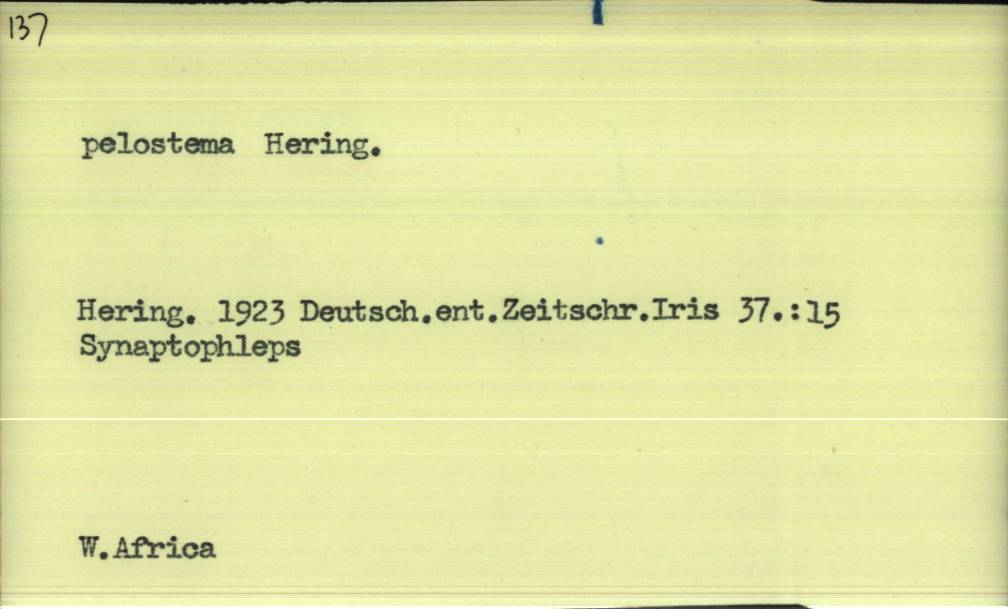 137
pelostema Hering.
Hering. 1923 Deutsch.ent.Zeitschr.Iris 37.:15
Synaptophleps
W.Africa